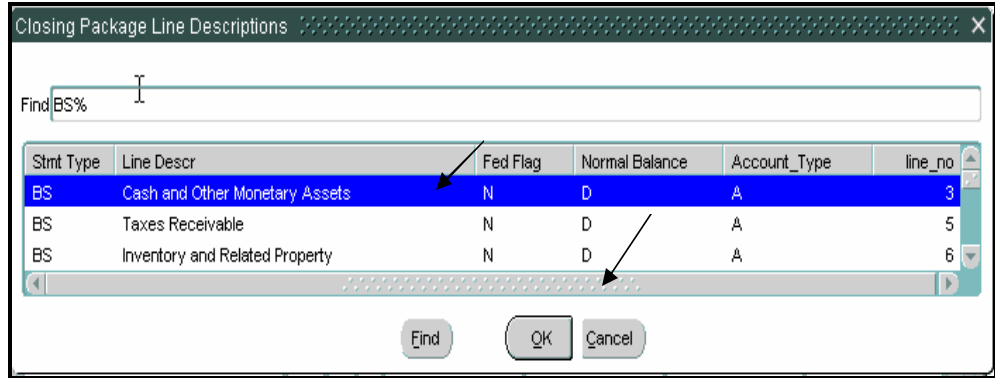 Closing Package Line Descriptions
Find BS%
Stmt Type Line Descr Fed Flag Normal Balance Account_Type line_no
BS Cash and Other Monetary Assets N D A 3
BS Taxes Receivable N D A 5
BS Inventory and Related Property N D A 6
Find OK Cancel